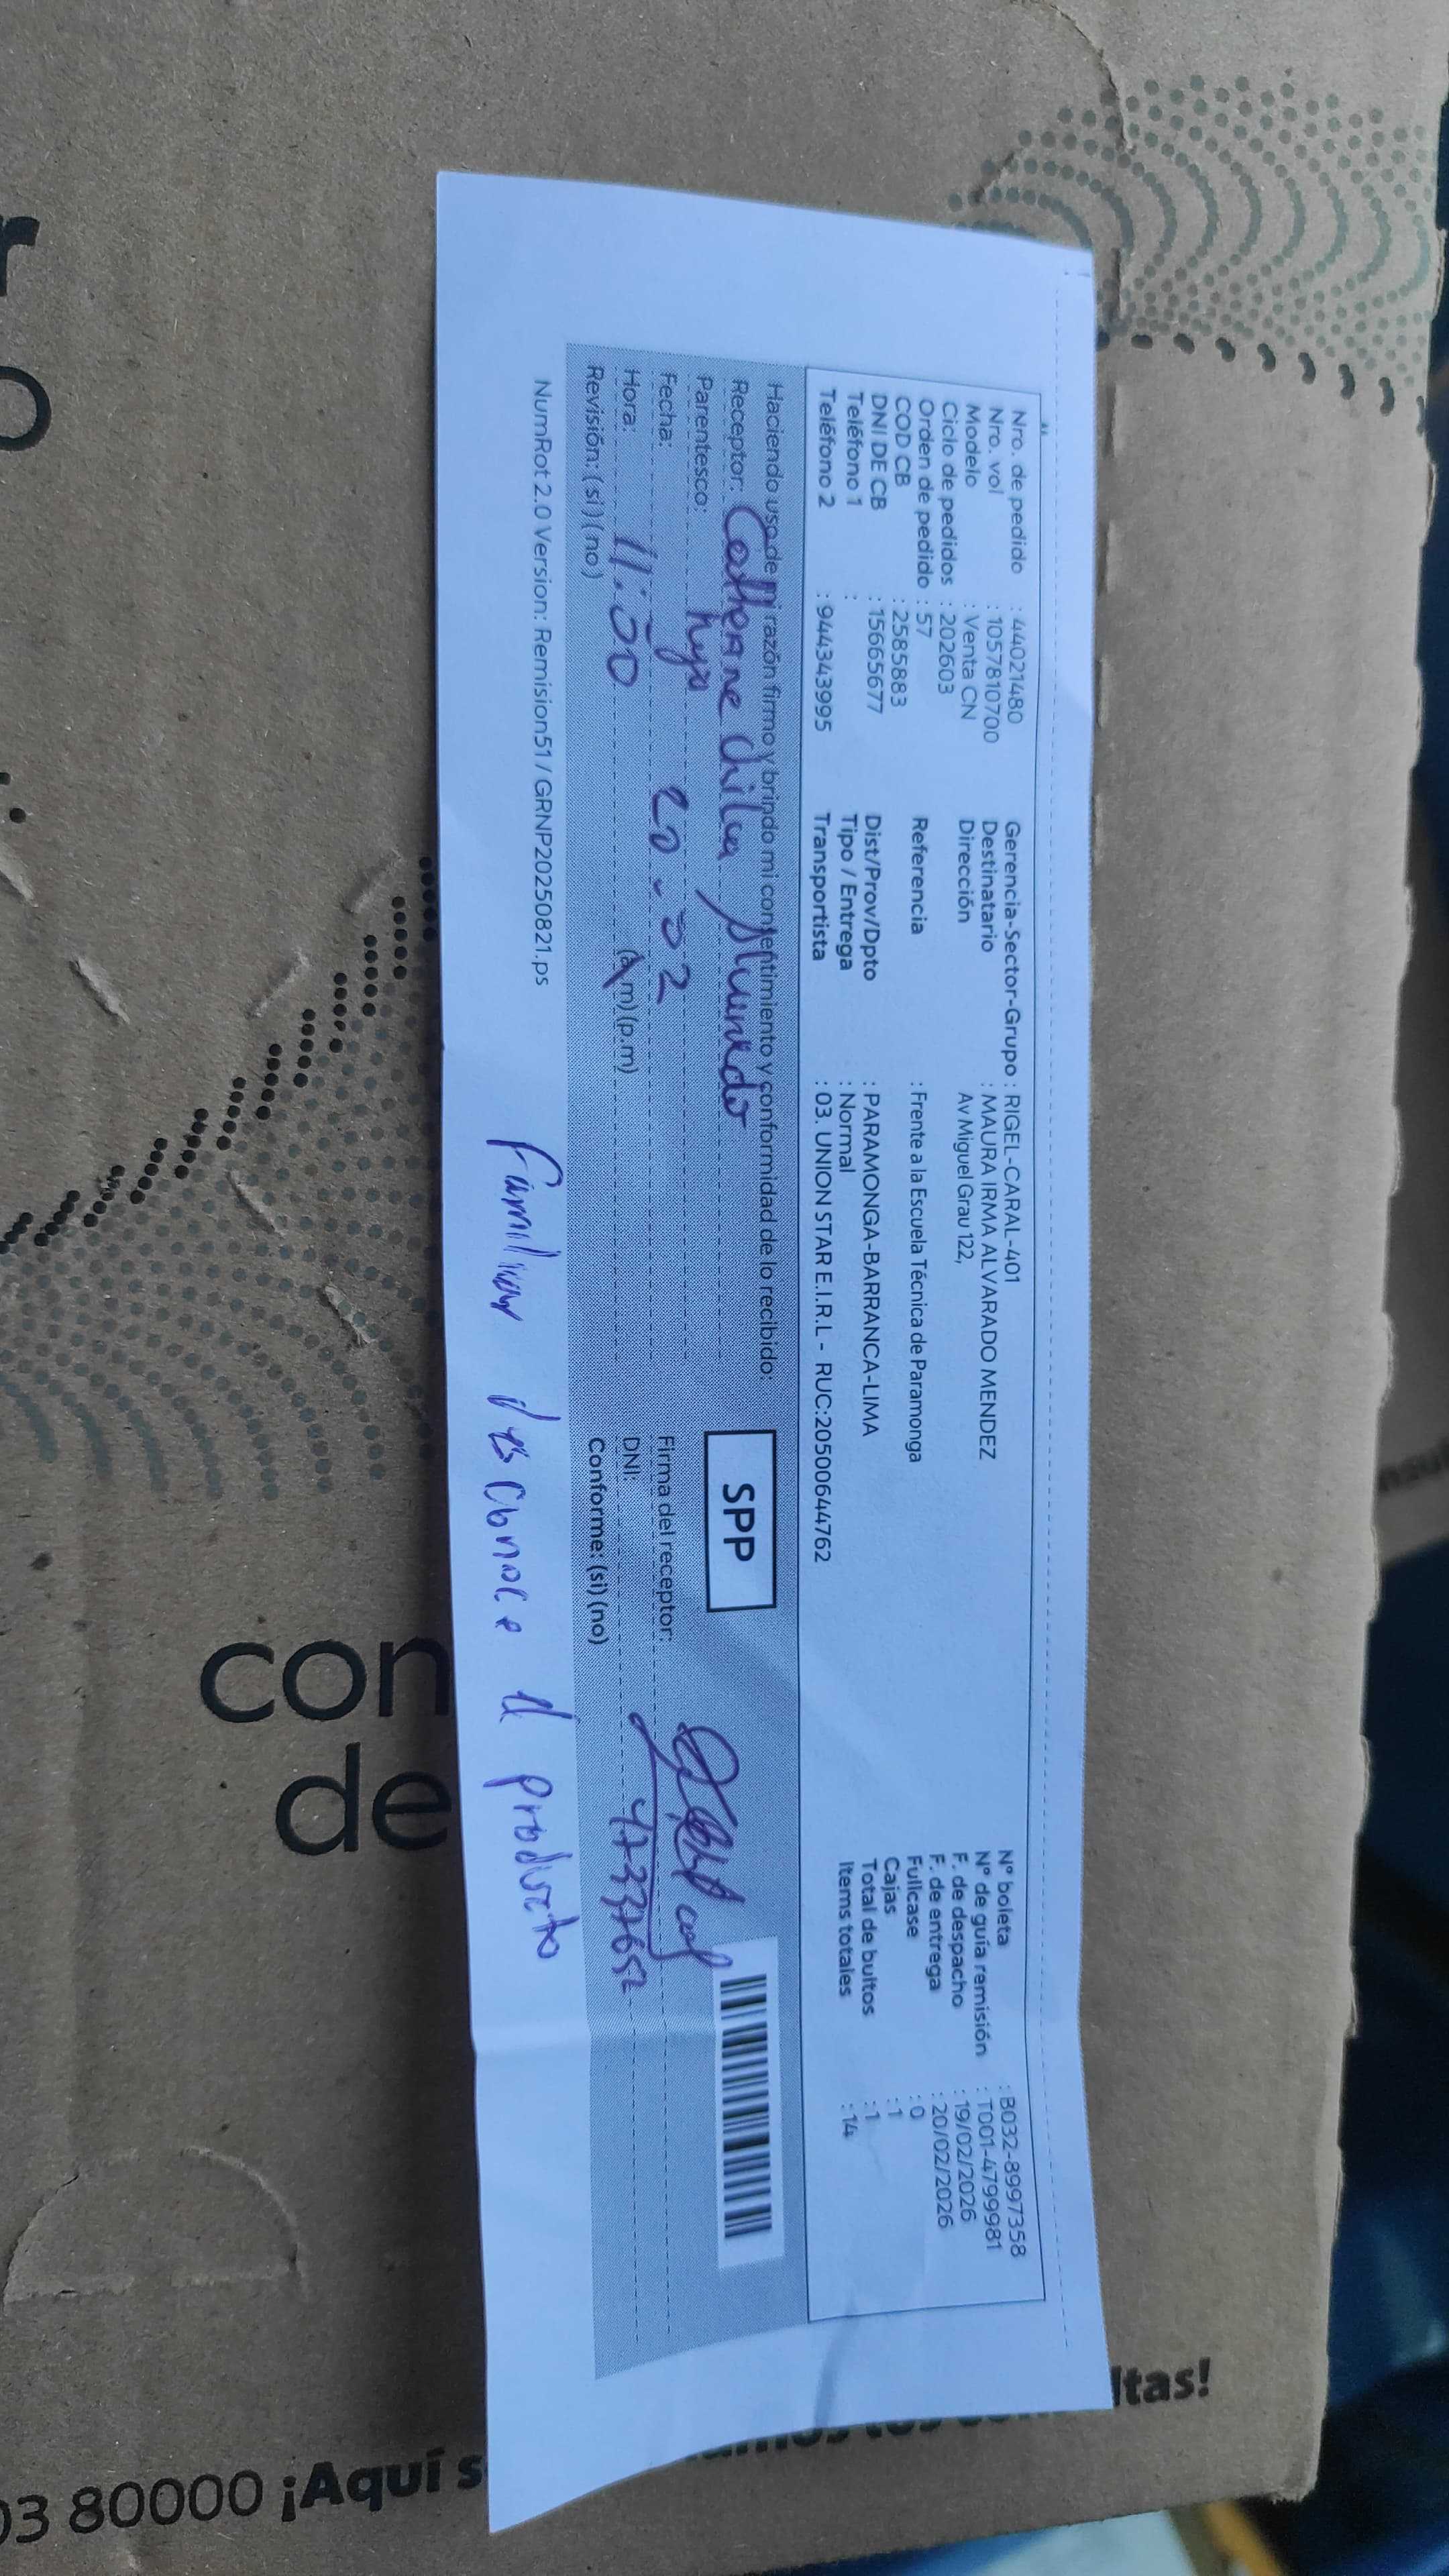 Nro. de pedido : 44021480
Nro. vol : 1057810700
Modelo : Venta CN
Ciclo de pedidos : 202603
Orden de pedido : 57
COD CB : 2585883
DNI DE CB : 15665677
Teléfono 1 :
Teléfono 2 : 944343995
Gerencia-Sector-Grupo : RIGEL-CARAL-401
Destinatario : MAURA IRMA ALVARADO MENDEZ
Dirección Av Miguel Grau 122,
Referencia : Frente a la Escuela Técnica de Paramonga
Dist/Prov/Dpto : PARAMONGA-BARRANCA-LIMA
Tipo / Entrega : Normal
Transportista : 03. UNION STAR E.I.R.L - RUC:20500644762
N° boleta : B032-8997358
N° de guía remisión : T001-4799981
F. de despacho : 19/02/2026
F. de entrega : 20/02/2026
Fullcase : 0
Cajas : 1
Total de bultos : 1
Items totales : 14
Haciendo uso de mi razón firmo y brindo mi consentimiento y conformidad de lo recibido:
Receptor: Catherine chilca
Parentesco: hija
Fecha: 20-02
Hora: 11:00 (a.m) (p.m)
Revisión: (si) (no)
SPP
Firma del receptor:
DNI: 47337652
Conforme: (si) (no)
NumRot 2.0 Version: Remision51 / GRNP20250821.ps
Familiar desconoce el producto
con
de
03 80000 ¡Aquí s
ltas!